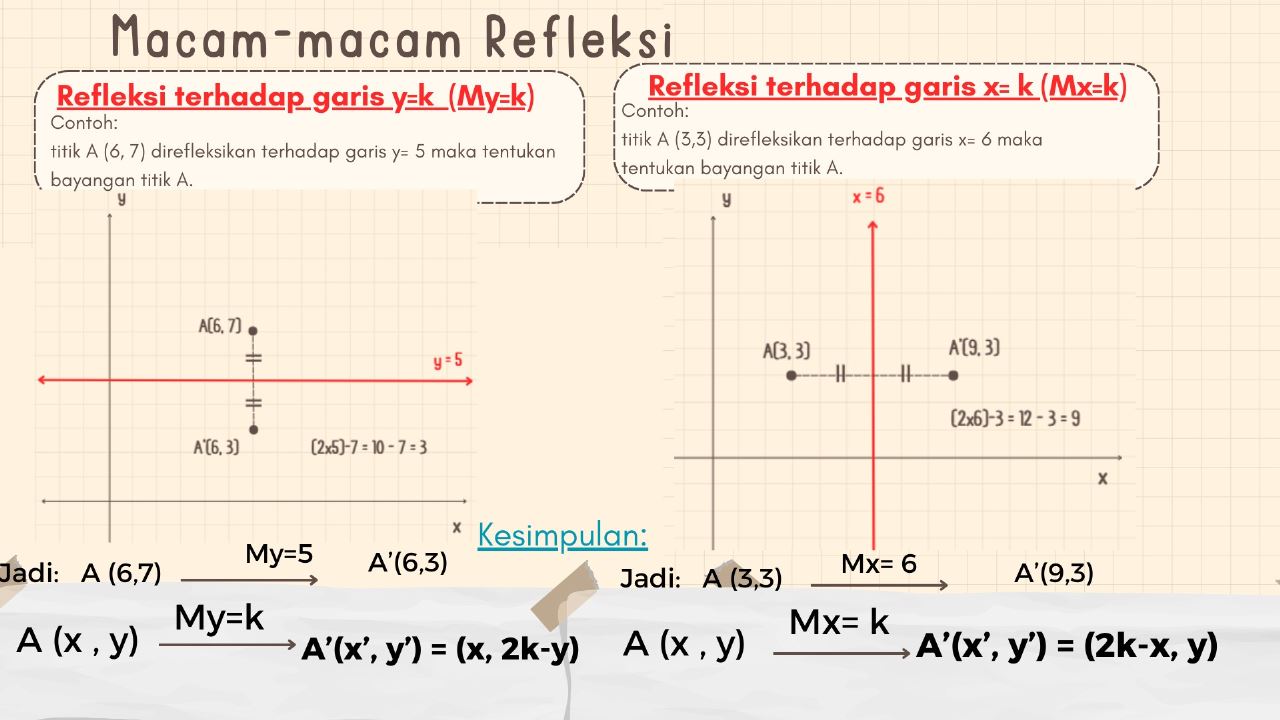 Macam-macam Refleksi
Refleksi terhadap garis y=k (My=k)
Contoh:
titik A (6, 7) direfleksikan terhadap garis y= 5 maka tentukan
bayangan titik A.
y
A(6, 7)
y = 5
A'(6, 3)
(2x5)-7 = 10 - 7 = 3
x
Refleksi terhadap garis x= k (Mx=k)
Contoh:
titik A (3,3) direfleksikan terhadap garis x= 6 maka
tentukan bayangan titik A.
y
x = 6
A(3, 3)
A'(9, 3)
(2x6)-3 = 12 - 3 = 9
x
Kesimpulan:
Jadi: A (6,7) My=5 A’(6,3)
A (x , y) My=k A’(x’, y’) = (x, 2k-y)
Jadi: A (3,3) Mx= 6 A’(9,3)
A (x , y) Mx= k A’(x’, y’) = (2k-x, y)